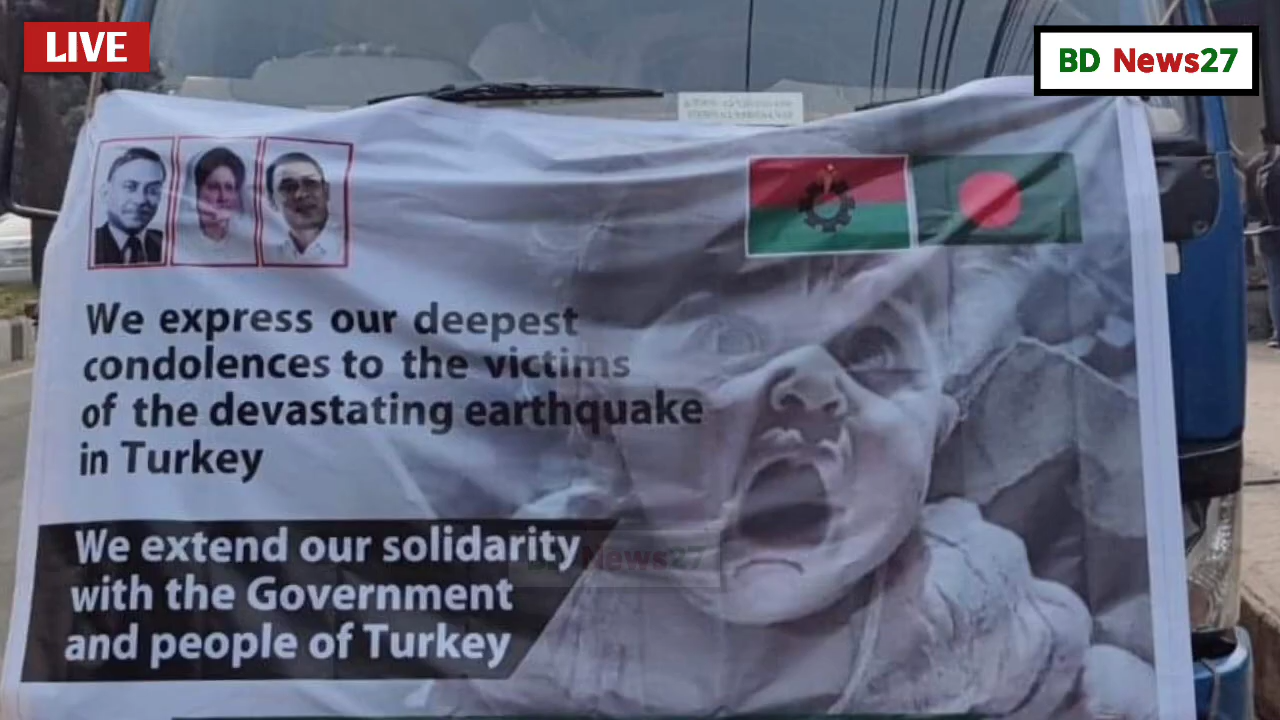 LIVE
BD News27
We express our deepest
condolences to the victims
of the devastating earthquake
in Turkey
We extend our solidarity
with the Government
and people of Turkey
News27